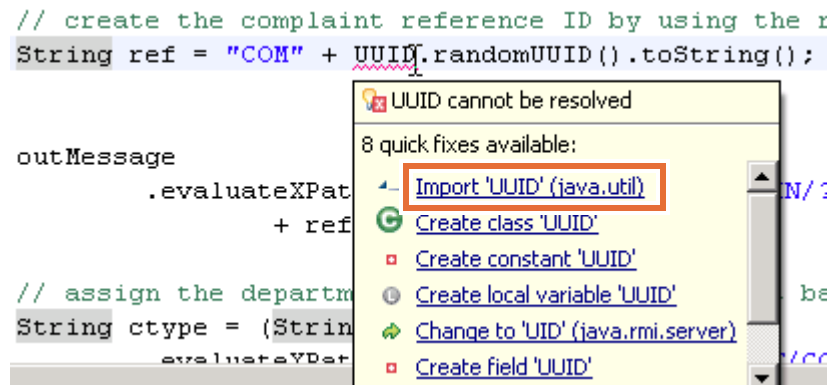 // create the complaint reference ID by using the r
String ref = "COM" + UUID.randomUUID().toString();
UUID cannot be resolved
8 quick fixes available:
outMessage
Import 'UUID' (java.util)
.evaluateXPat N/?
Create class 'UUID'
+ ref
Create constant 'UUID'
// assign the departm ba
Create local variable 'UUID'
String ctype = (Strin
Change to 'UID' (java.rmi.server)
evaluateXPat /CO
Create field 'UUID'